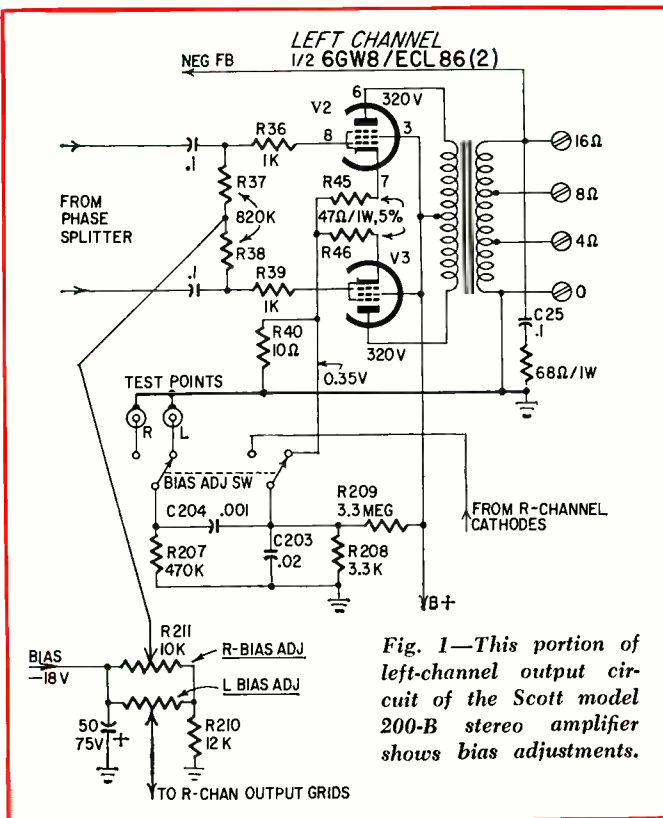 LEFT CHANNEL
1/2 6GW8/ECL86(2)
NEG FB
6
320V
V2
8
3
R36
1K
.1
7
16Ω
8Ω
4Ω
0
FROM
PHASE
SPLITTER
R37
820K
R38
R45
47Ω/1W,5%
R46
V3
R39
1K
.1
R40
10Ω
320V
0.35V
C25
.1
68Ω/1W
TEST POINTS
R
L
BIAS ADJ SW
R209
3.3 MEG
C204
.001
FROM R-CHANNEL
CATHODES
R207
470K
C203
.02
R208
3.3K
B+
R211
10K
BIAS
-18V
R-BIAS ADJ
L BIAS ADJ
50
75V
+
R210
12K
TO R-CHAN OUTPUT GRIDS
Fig. 1—This portion of
left-channel output cir-
cuit of the Scott model
200-B stereo amplifier
shows bias adjustments.